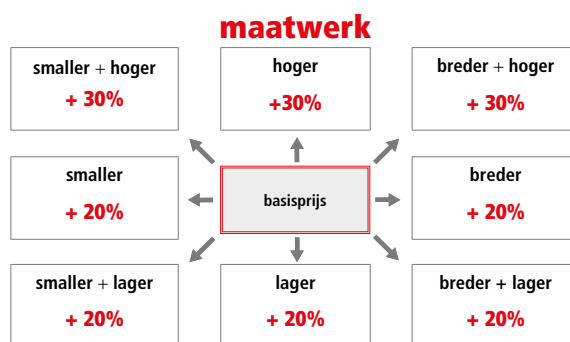 maatwerk
smaller + hoger
+ 30%
hoger
+30%
breder + hoger
+ 30%
smaller
+ 20%
basisprijs
breder
+ 20%
smaller + lager
+ 20%
lager
+ 20%
breder + lager
+ 20%